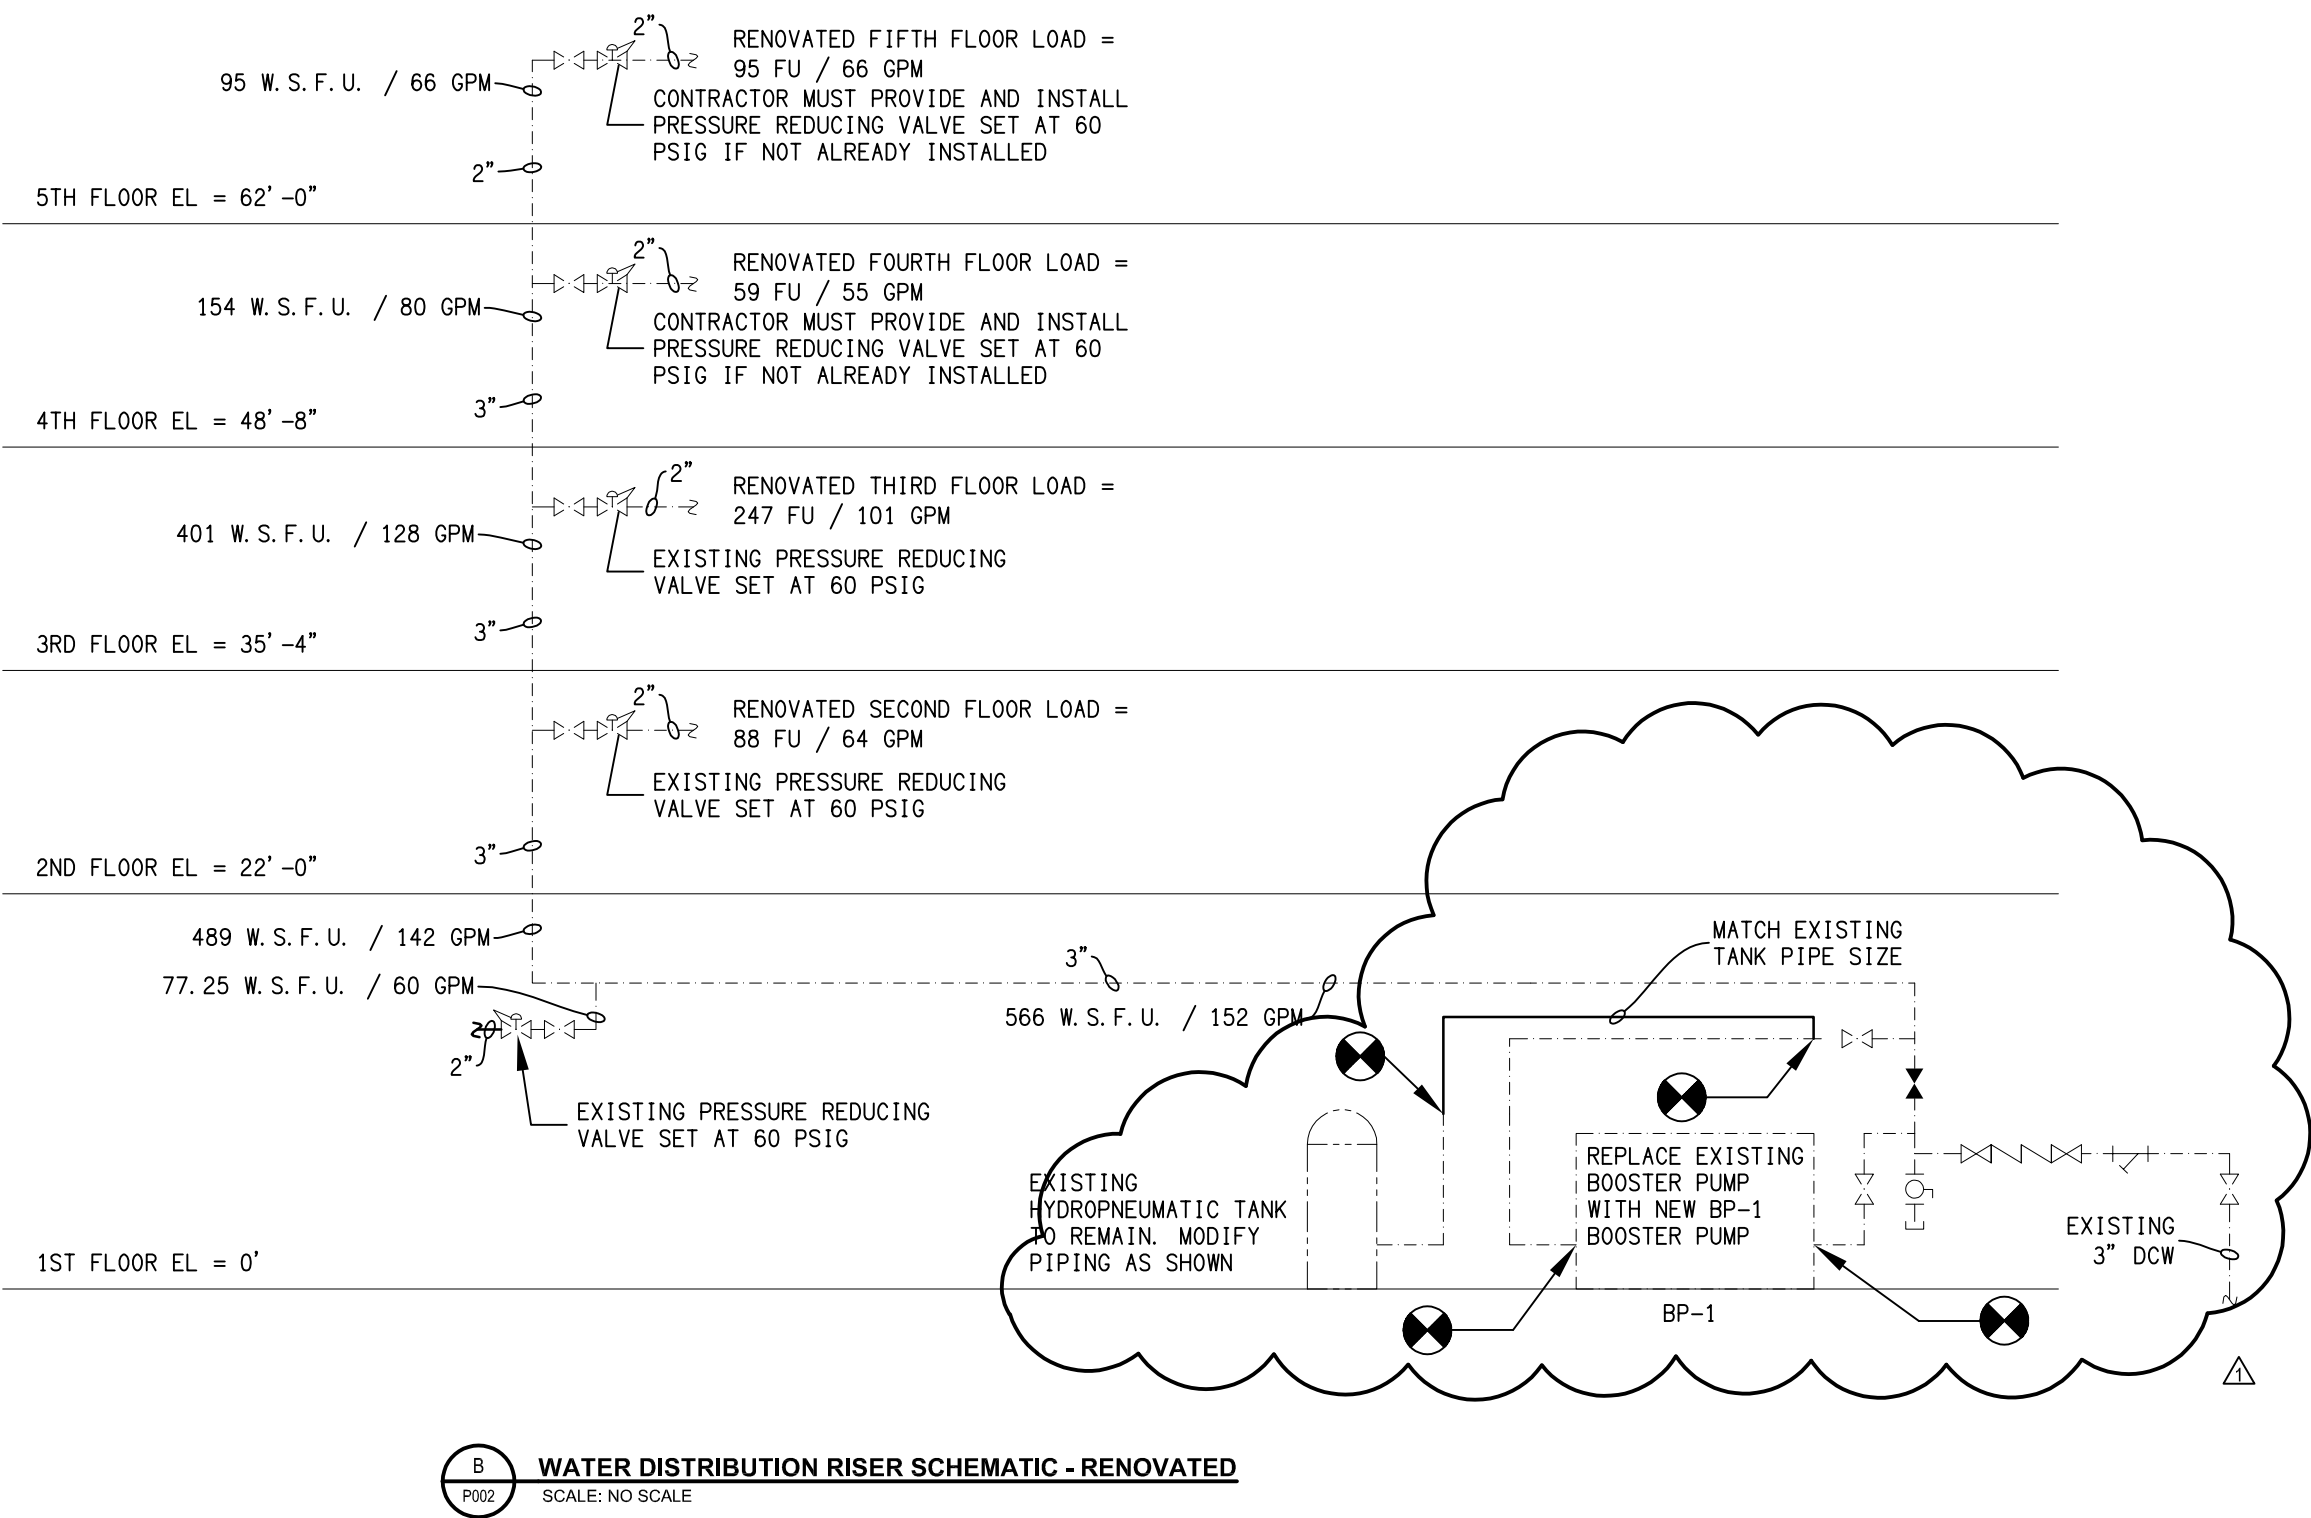 2"
RENOVATED FIFTH FLOOR LOAD =
95 FU / 66 GPM
95 W.S.F.U. / 66 GPM
CONTRACTOR MUST PROVIDE AND INSTALL
PRESSURE REDUCING VALVE SET AT 60
PSIG IF NOT ALREADY INSTALLED
2"
5TH FLOOR EL = 62'-0"
2"
RENOVATED FOURTH FLOOR LOAD =
59 FU / 55 GPM
154 W.S.F.U. / 80 GPM
CONTRACTOR MUST PROVIDE AND INSTALL
PRESSURE REDUCING VALVE SET AT 60
PSIG IF NOT ALREADY INSTALLED
3"
4TH FLOOR EL = 48'-8"
2"
RENOVATED THIRD FLOOR LOAD =
247 FU / 101 GPM
401 W.S.F.U. / 128 GPM
EXISTING PRESSURE REDUCING
VALVE SET AT 60 PSIG
3"
3RD FLOOR EL = 35'-4"
2"
RENOVATED SECOND FLOOR LOAD =
88 FU / 64 GPM
EXISTING PRESSURE REDUCING
VALVE SET AT 60 PSIG
3"
2ND FLOOR EL = 22'-0"
489 W.S.F.U. / 142 GPM
77.25 W.S.F.U. / 60 GPM
2"
EXISTING PRESSURE REDUCING
VALVE SET AT 60 PSIG
3"
566 W.S.F.U. / 152 GPM
MATCH EXISTING
TANK PIPE SIZE
EXISTING
HYDROPNEUMATIC TANK
TO REMAIN. MODIFY
PIPING AS SHOWN
REPLACE EXISTING
BOOSTER PUMP
WITH NEW BP-1
BOOSTER PUMP
EXISTING
3" DCW
1ST FLOOR EL = 0'
BP-1
1
B
P002
WATER DISTRIBUTION RISER SCHEMATIC - RENOVATED
SCALE: NO SCALE